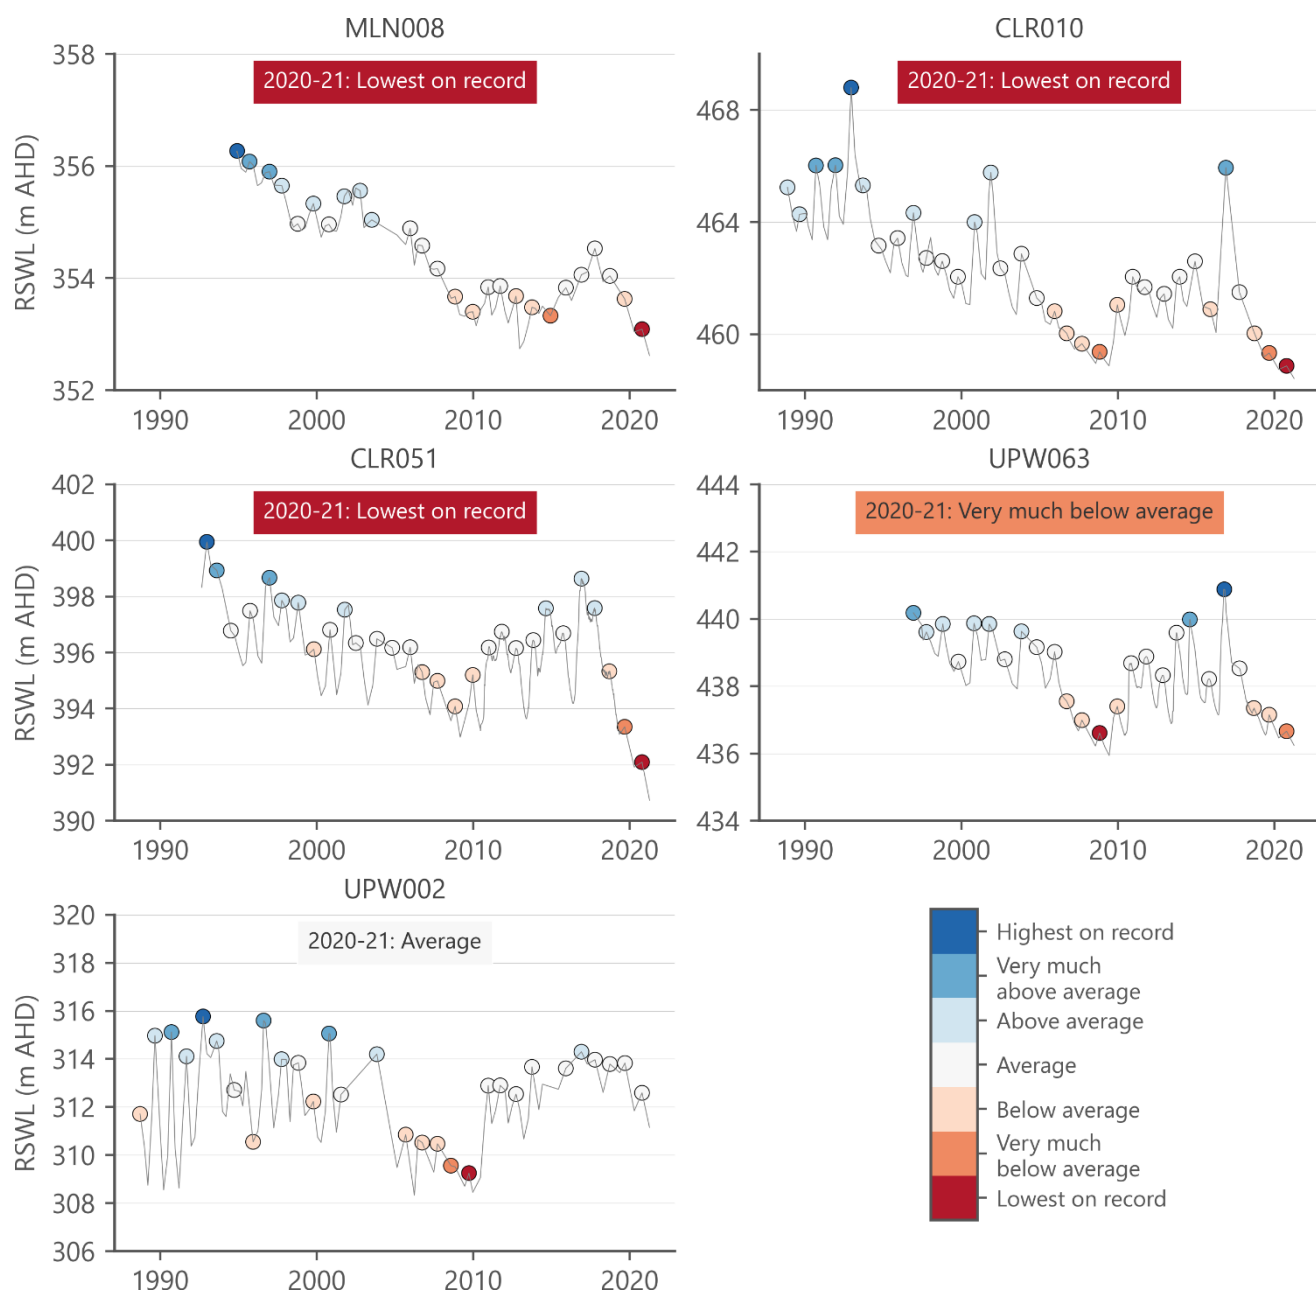 MLN008
2020-21: Lowest on record
RSWL (m AHD)
358
356
354
352
1990
2000
2010
2020
CLR010
2020-21: Lowest on record
468
464
460
1990
2000
2010
2020
CLR051
2020-21: Lowest on record
RSWL (m AHD)
402
400
398
396
394
392
390
1990
2000
2010
2020
UPW063
2020-21: Very much below average
444
442
440
438
436
434
1990
2000
2010
2020
UPW002
2020-21: Average
RSWL (m AHD)
320
318
316
314
312
310
308
306
1990
2000
2010
2020
Highest on record
Very much
above average
Above average
Average
Below average
Very much
below average
Lowest on record